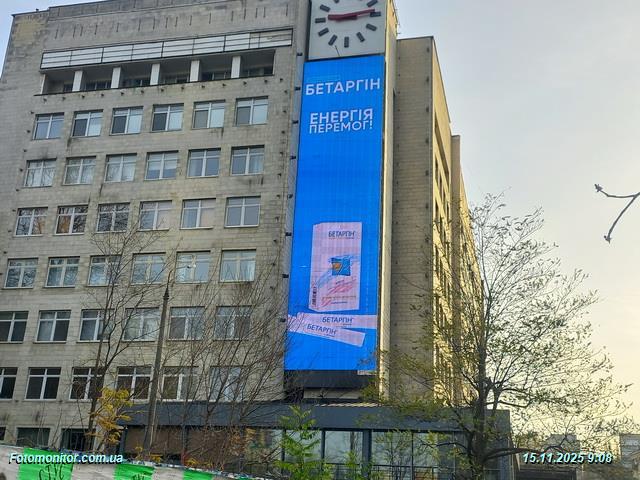 БЕТАРГІН
ЕНЕРГІЯ
ПЕРЕМОГ!
БЕТАРГІН
БЕТАРГІН
БЕТАРГІН
Fotomonitor.com.ua
15.11.2025 9:08